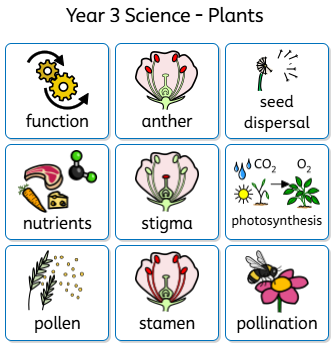 Year 3 Science - Plants
function
anther
seed
dispersal
nutrients
stigma
CO2 O2
photosynthesis
pollen
stamen
pollination